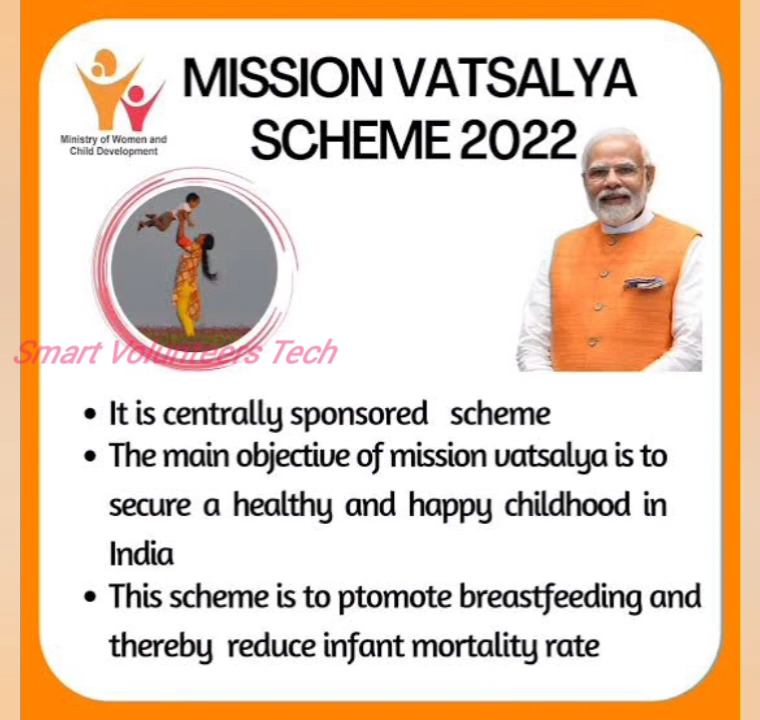 MISSION VATSALYA
SCHEME 2022
Ministry of Women and
Child Development
Smart Volunteers Tech
• It is centrally sponsored scheme
• The main objective of mission vatsalya is to
secure a healthy and happy childhood in
India
• This scheme is to ptomote breastfeeding and
thereby reduce infant mortality rate